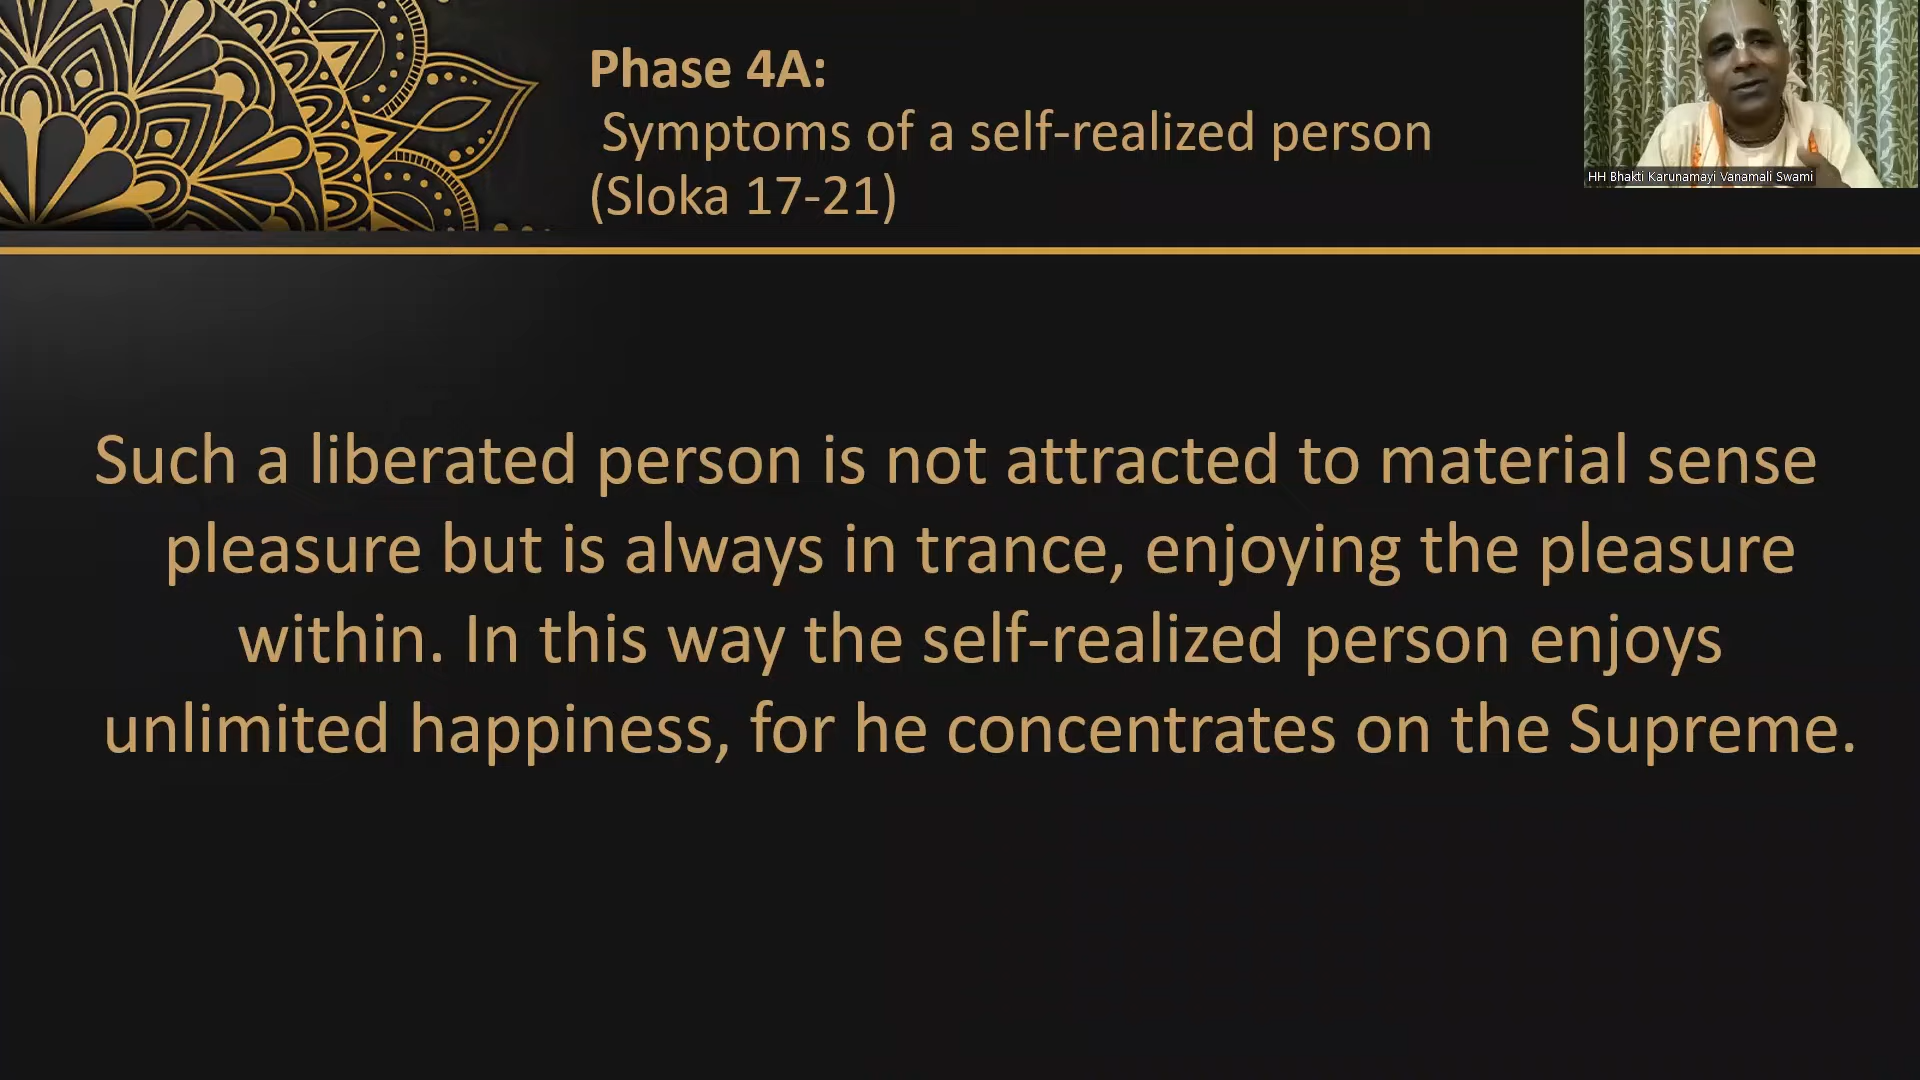 Phase 4A:
Symptoms of a self-realized person
(Sloka 17-21)
HH Bhakti Karunamayi Vanamali Swami
Such a liberated person is not attracted to material sense
pleasure but is always in trance, enjoying the pleasure
within. In this way the self-realized person enjoys
unlimited happiness, for he concentrates on the Supreme.